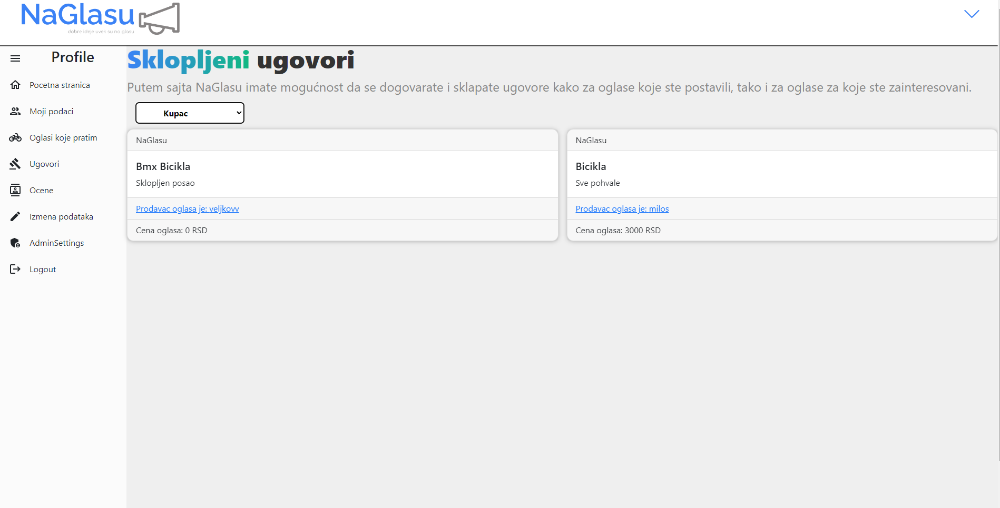 NaGlasu
dobre ideje uvek su na glasu
Profile
Pocetna stranica
Moji podaci
Oglasi koje pratim
Ugovori
Ocene
Izmena podataka
AdminSettings
Logout
Sklopljeni ugovori
Putem sajta NaGlasu imate mogućnost da se dogovarate i sklapate ugovore kako za oglase koje ste postavili, tako i za oglase za koje ste zainteresovani.
Kupac
NaGlasu
Bmx Bicikla
Sklopljen posao
Prodavac oglasa je: veljkovv
Cena oglasa: 0 RSD
NaGlasu
Bicikla
Sve pohvale
Prodavac oglasa je: milos
Cena oglasa: 3000 RSD